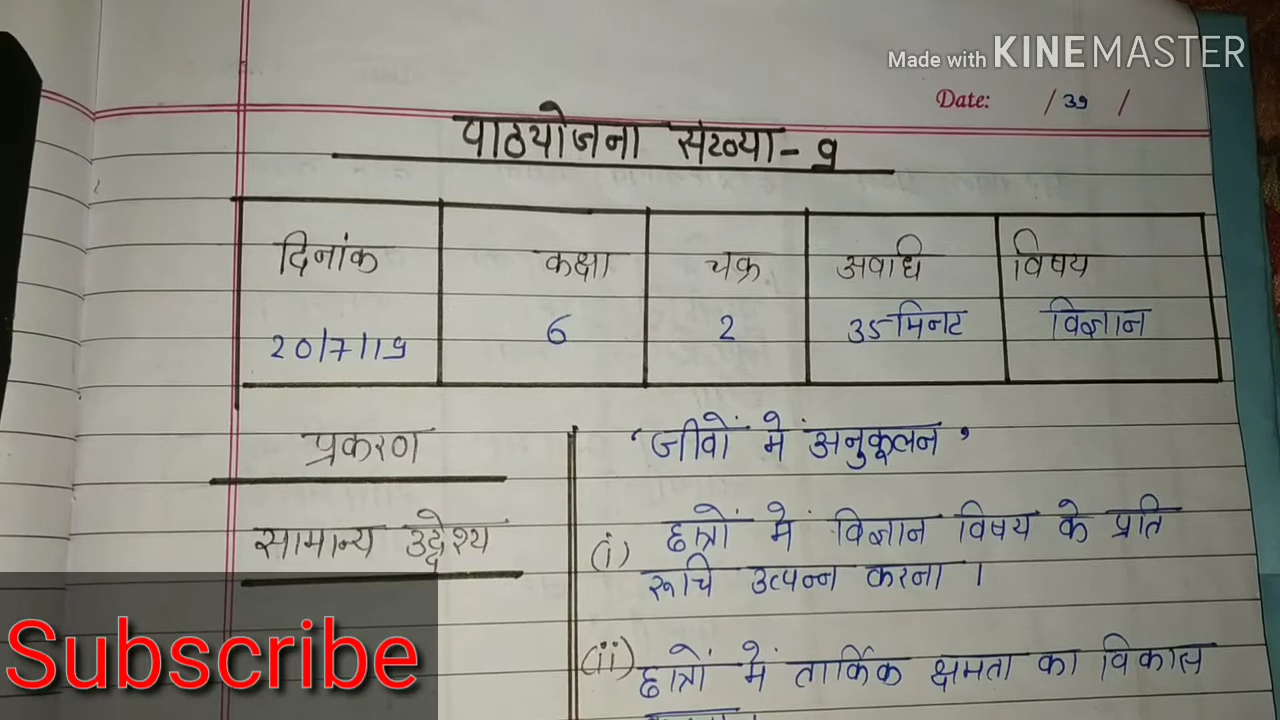 Made with KINEMASTER
Date: / 39 /
पाठयोजना संख्या - 9
दिनांक कक्षा चक्र अवधि विषय
20/7/19 6 2 35 मिनट विज्ञान
प्रकरण
'जीवों में अनुकूलन'
सामान्य उद्देश्य
(i) छात्रों में विज्ञान विषय के प्रति
रूचि उत्पन्न करना ।
(ii) छात्रों में तार्किक क्षमता का विकास
Subscribe